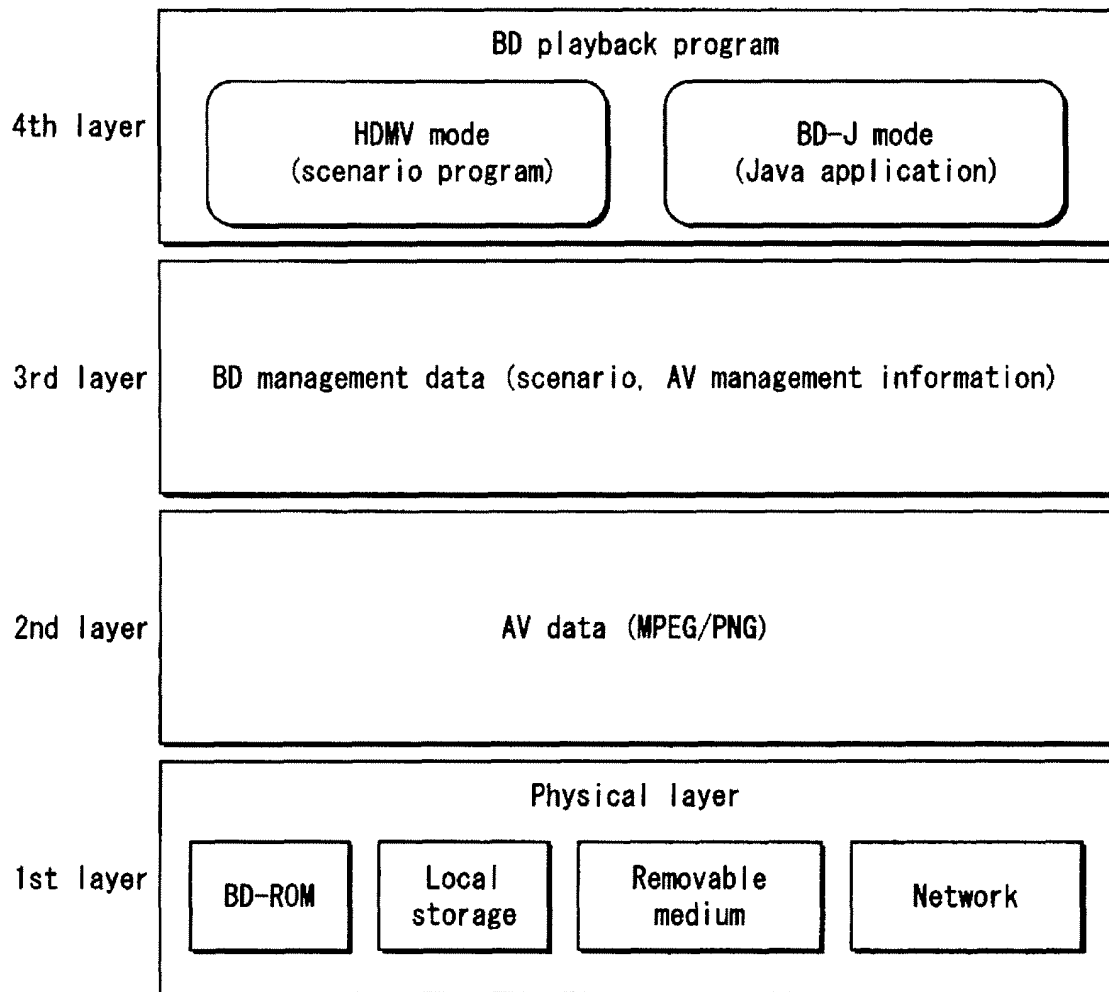 BD playback program
4th layer
HDMV mode
(scenario program)
BD-J mode
(Java application)
3rd layer
BD management data (scenario, AV management information)
2nd layer
AV data (MPEG/PNG)
Physical layer
1st layer
BD-ROM
Local
storage
Removable
medium
Network